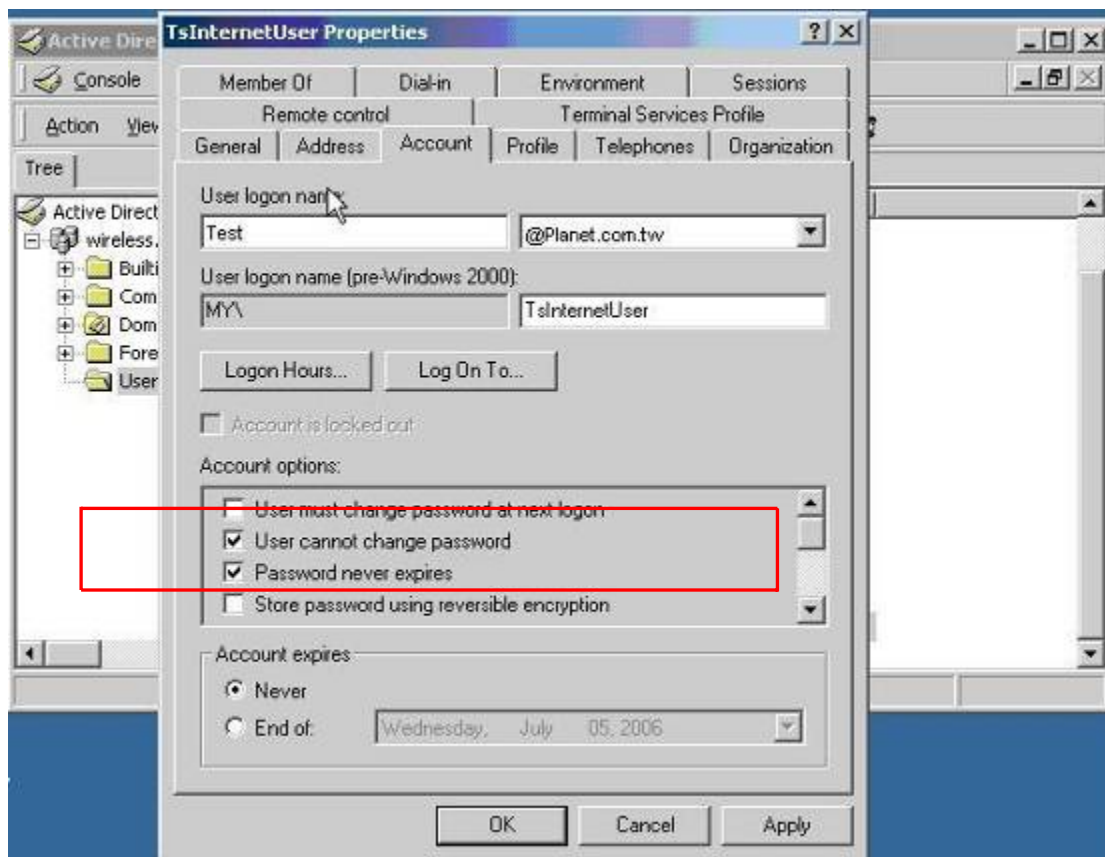 TsInternetUser Properties
Active Dire
Console
Action View
Tree
Active Direct
wireless.
Builti
Com
Dom
Fore
User
Member Of Dial-in Environment Sessions
Remote control Terminal Services Profile
General Address Account Profile Telephones Organization
User logon name:
Test @Planet.com.tw
User logon name (pre-Windows 2000):
MY\ TsInternetUser
Logon Hours... Log On To...
Account is locked out
Account options:
User must change password at next logon
User cannot change password
Password never expires
Store password using reversible encryption
Account expires
Never
End of: Wednesday, July 05, 2006
OK Cancel Apply